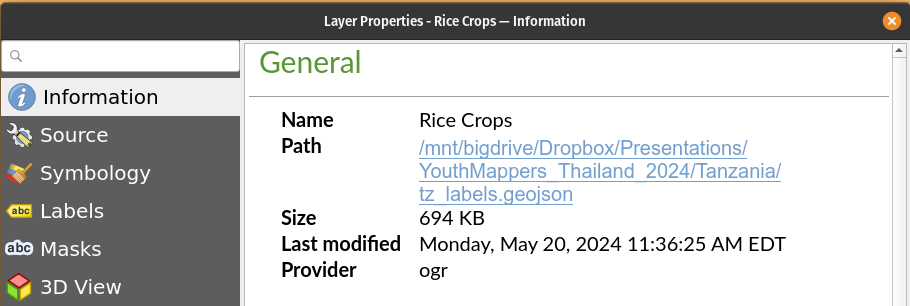 Layer Properties - Rice Crops — Information
Information
Source
Symbology
abc Labels
abc Masks
3D View
General
Name Rice Crops
Path /mnt/bigdrive/Dropbox/Presentations/
YouthMappers_Thailand_2024/Tanzania/
tz_labels.geojson
Size 694 KB
Last modified Monday, May 20, 2024 11:36:25 AM EDT
Provider ogr